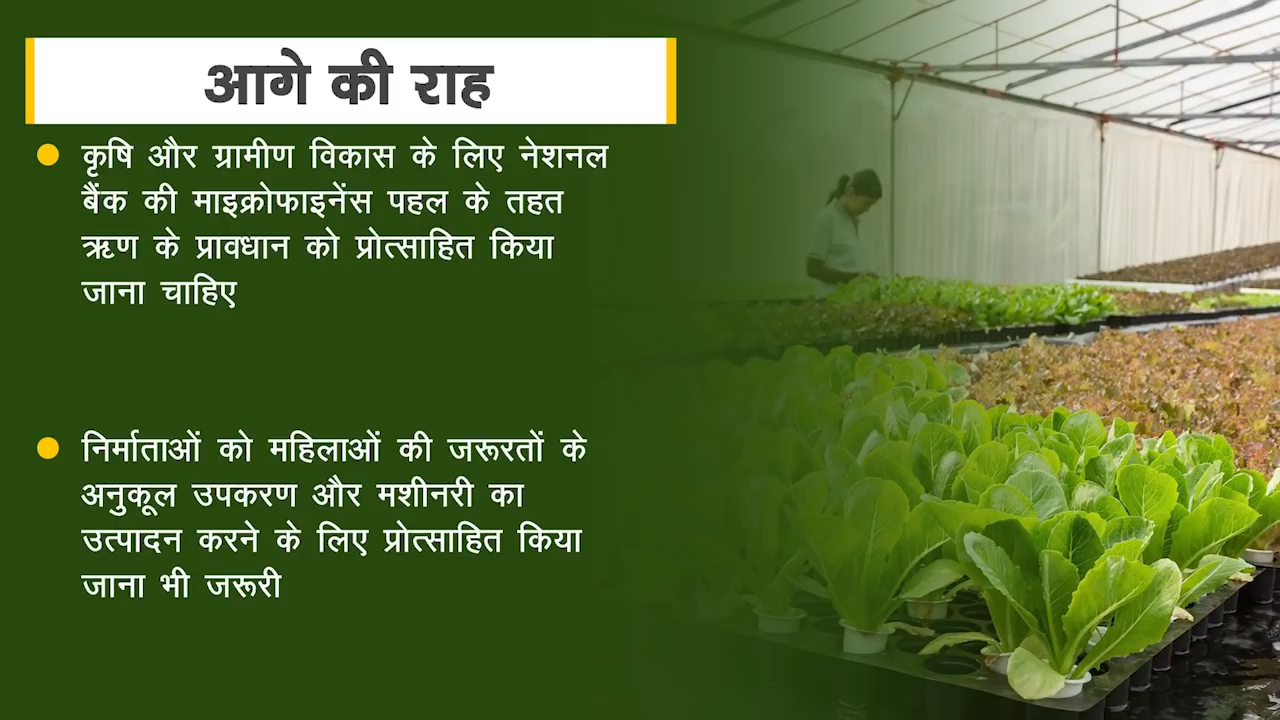 आगे की राह
कृषि और ग्रामीण विकास के लिए नेशनल
बैंक की माइक्रोफाइनेंस पहल के तहत
ऋण के प्रावधान को प्रोत्साहित किया
जाना चाहिए
निर्माताओं को महिलाओं की जरूरतों के
अनुकूल उपकरण और मशीनरी का
उत्पादन करने के लिए प्रोत्साहित किया
जाना भी जरूरी